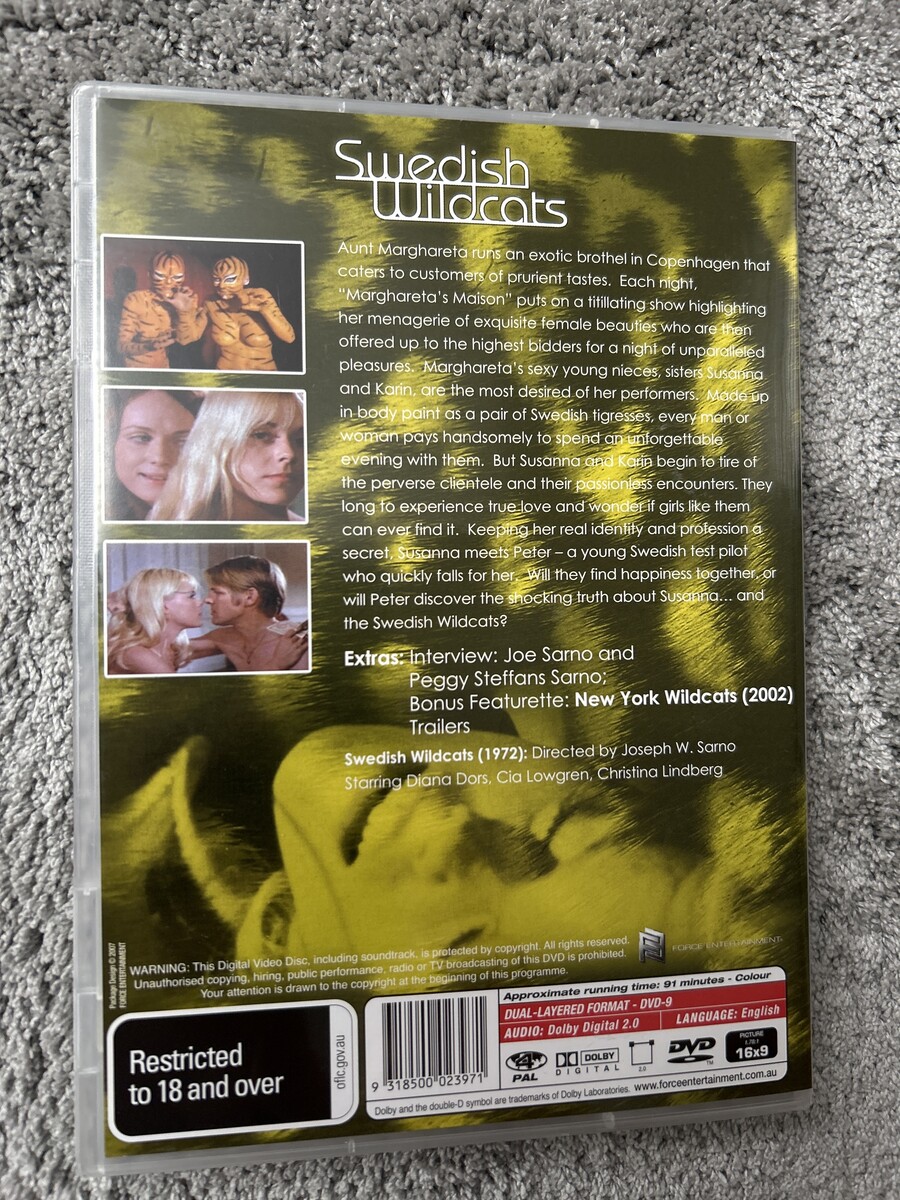 Swedish
Wildcats
Aunt Marghareta runs an exotic brothel in Copenhagen that
caters to customers of prurient tastes. Each night,
“Marghareta’s Maison” puts on a titillating show highlighting
her menagerie of exquisite female beauties who are then
offered up to the highest bidders for a night of unparalleled
pleasures. Marghareta’s sexy young nieces, sisters Susanna
and Karin, are the most desired of her performers. Made up
in body paint as a pair of Swedish tigresses, every man or
woman pays handsomely to spend an unforgettable
evening with them. But Susanna and Karin begin to tire of
the perverse clientele and their passionless encounters. They
long to experience true love and wonder if girls like them
can ever find it. Keeping her real identity and profession a
secret, Susanna meets Peter – a young Swedish test pilot
who quickly falls for her. Will they find happiness together, or
will Peter discover the shocking truth about Susanna... and
the Swedish Wildcats?
Extras: Interview: Joe Sarno and
Peggy Steffans Sarno;
Bonus Featurette: New York Wildcats (2002)
Trailers
Swedish Wildcats (1972): Directed by Joseph W. Sarno
Starring Diana Dors, Cia Lowgren, Christina Lindberg
Package Design © 2007
FORCE ENTERTAINMENT
WARNING: This Digital Video Disc, including soundtrack, is protected by copyright. All rights reserved.
Unauthorised copying, hiring, public performance, radio or TV broadcasting of this DVD is prohibited.
Your attention is drawn to the copyright at the beginning of this programme.
FORCE ENTERTAINMENT
Restricted
to 18 and over
oflc.gov.au
9 318500 023971
Approximate running time: 91 minutes - Colour
DUAL-LAYERED FORMAT - DVD-9
AUDIO: Dolby Digital 2.0
LANGUAGE: English
4
PAL
DOLBY
DIGITAL
2.0
DVD
TM
PICTURE
1.78:1
16x9
Dolby and the double-D symbol are trademarks of Dolby Laboratories.
www.forceentertainment.com.au